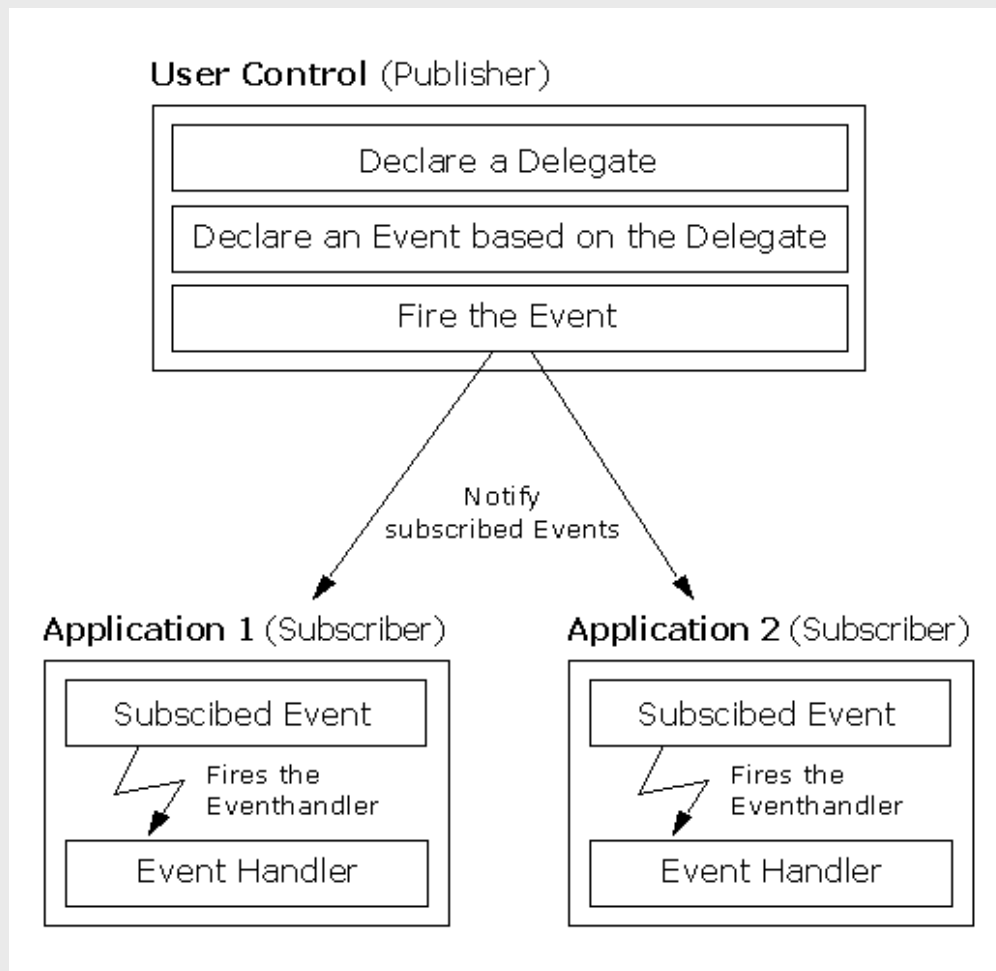 User Control (Publisher)
Declare a Delegate
Declare an Event based on the Delegate
Fire the Event
Notify
subscribed Events
Application 1 (Subscriber)
Subscibed Event
Fires the
Eventhandler
Event Handler
Application 2 (Subscriber)
Subscibed Event
Fires the
Eventhandler
Event Handler